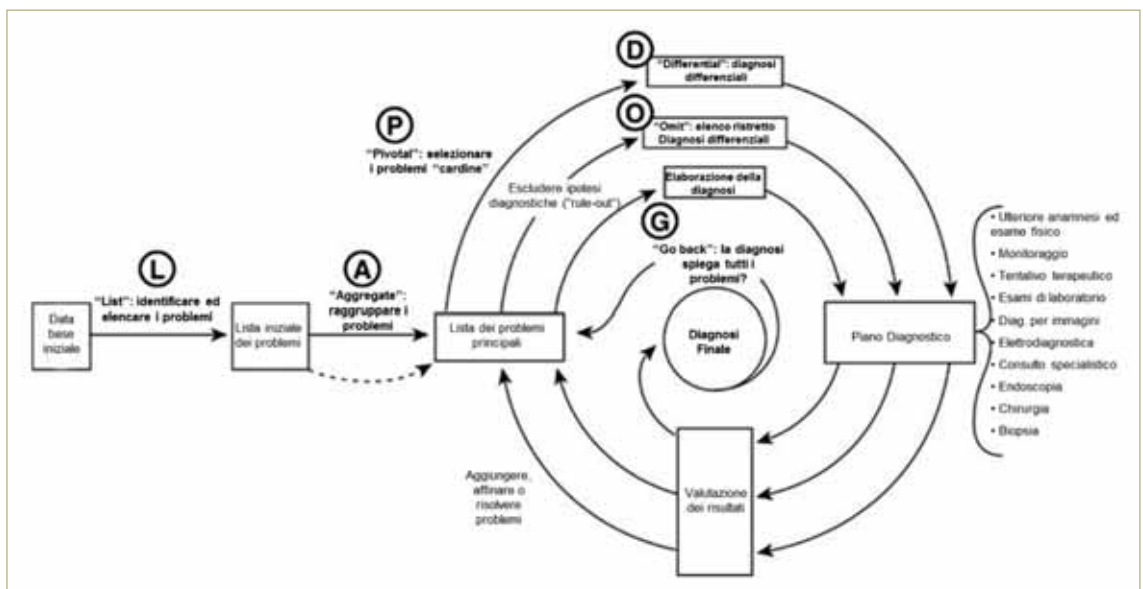 D
"Differential": diagnosi
differenziali
O
"Omit": elenco ristretto
Diagnosi differenziali
P
"Pivotal": selezionare
i problemi "cardine"
Escludere ipotesi
diagnostiche ("rule-out")
Elaborazione della
diagnosi
G
"Go back": la diagnosi
spiega tutti i
problemi?
L
"List": identificare ed
elencare i problemi
A
"Aggregate":
raggruppare i
problemi
Data
base
iniziale
Lista iniziale
dei problemi
Lista dei problemi
principali
Diagnosi
Finale
Piano Diagnostico
• Ulteriore anamnesi ed
esame fisico
• Monitoraggio
• Tentativo terapeutico
• Esami di laboratorio
• Diag. per immagini
• Elettrodiagnostica
• Consulto specialistico
• Endoscopia
• Chirurgia
• Biopsia
Aggiungere,
affinare o
risolvere
problemi
Valutazione
dei risultati